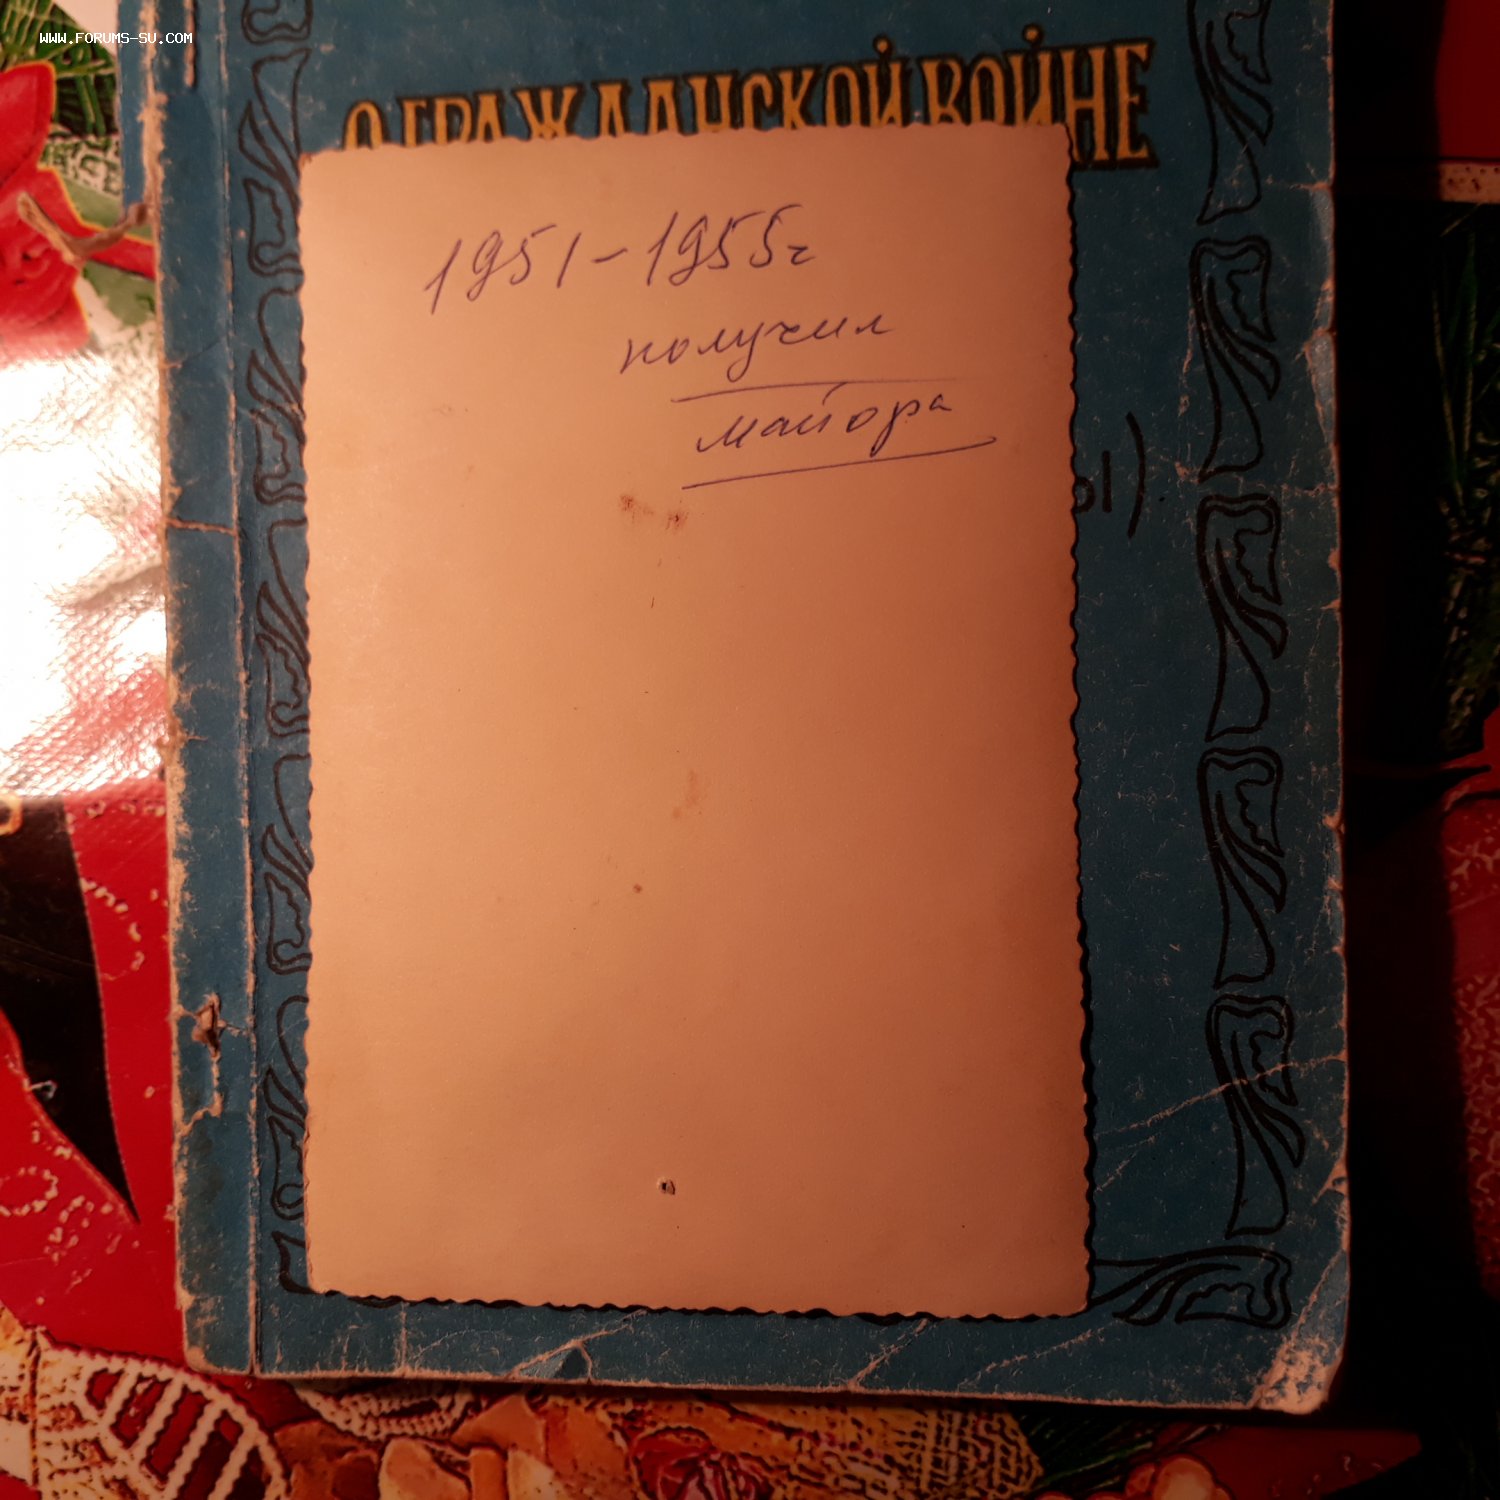 WWW.FORUMS-SU.COM
О ГРАЖДАНСКОЙ ВОЙНЕ
1951-1955г
получил
майора